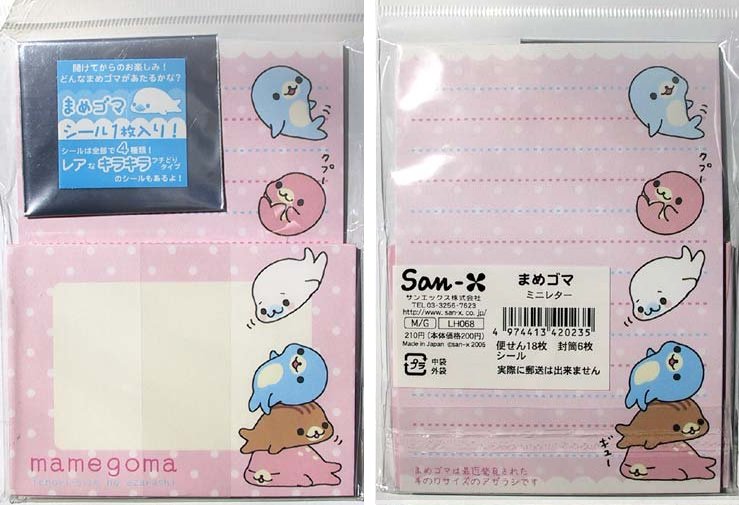 開けてからのお楽しみ!
どんなまめゴマがあたるかな?
まめゴマ
シール1枚入り!
シールは全部で4種類!
レアなキラキラフチどりタイプ
のシールもあるよ!
mamegoma
tenori-size no azarashi
クプー
San-X
サンエックス株式会社
TEL 03-3256-7623
http://www.san-x.co.jp/
M/G LH068
210円(本体価格200円)
Made in Japan ©san-x 2005
プラ
中袋
外袋
まめゴマ
ミニレター
4 974413 420235
便せん18枚 封筒6枚
シール
実際に郵送は出来ません
ギュー
まめゴマは最近発見された
手のりサイズのアザラシです